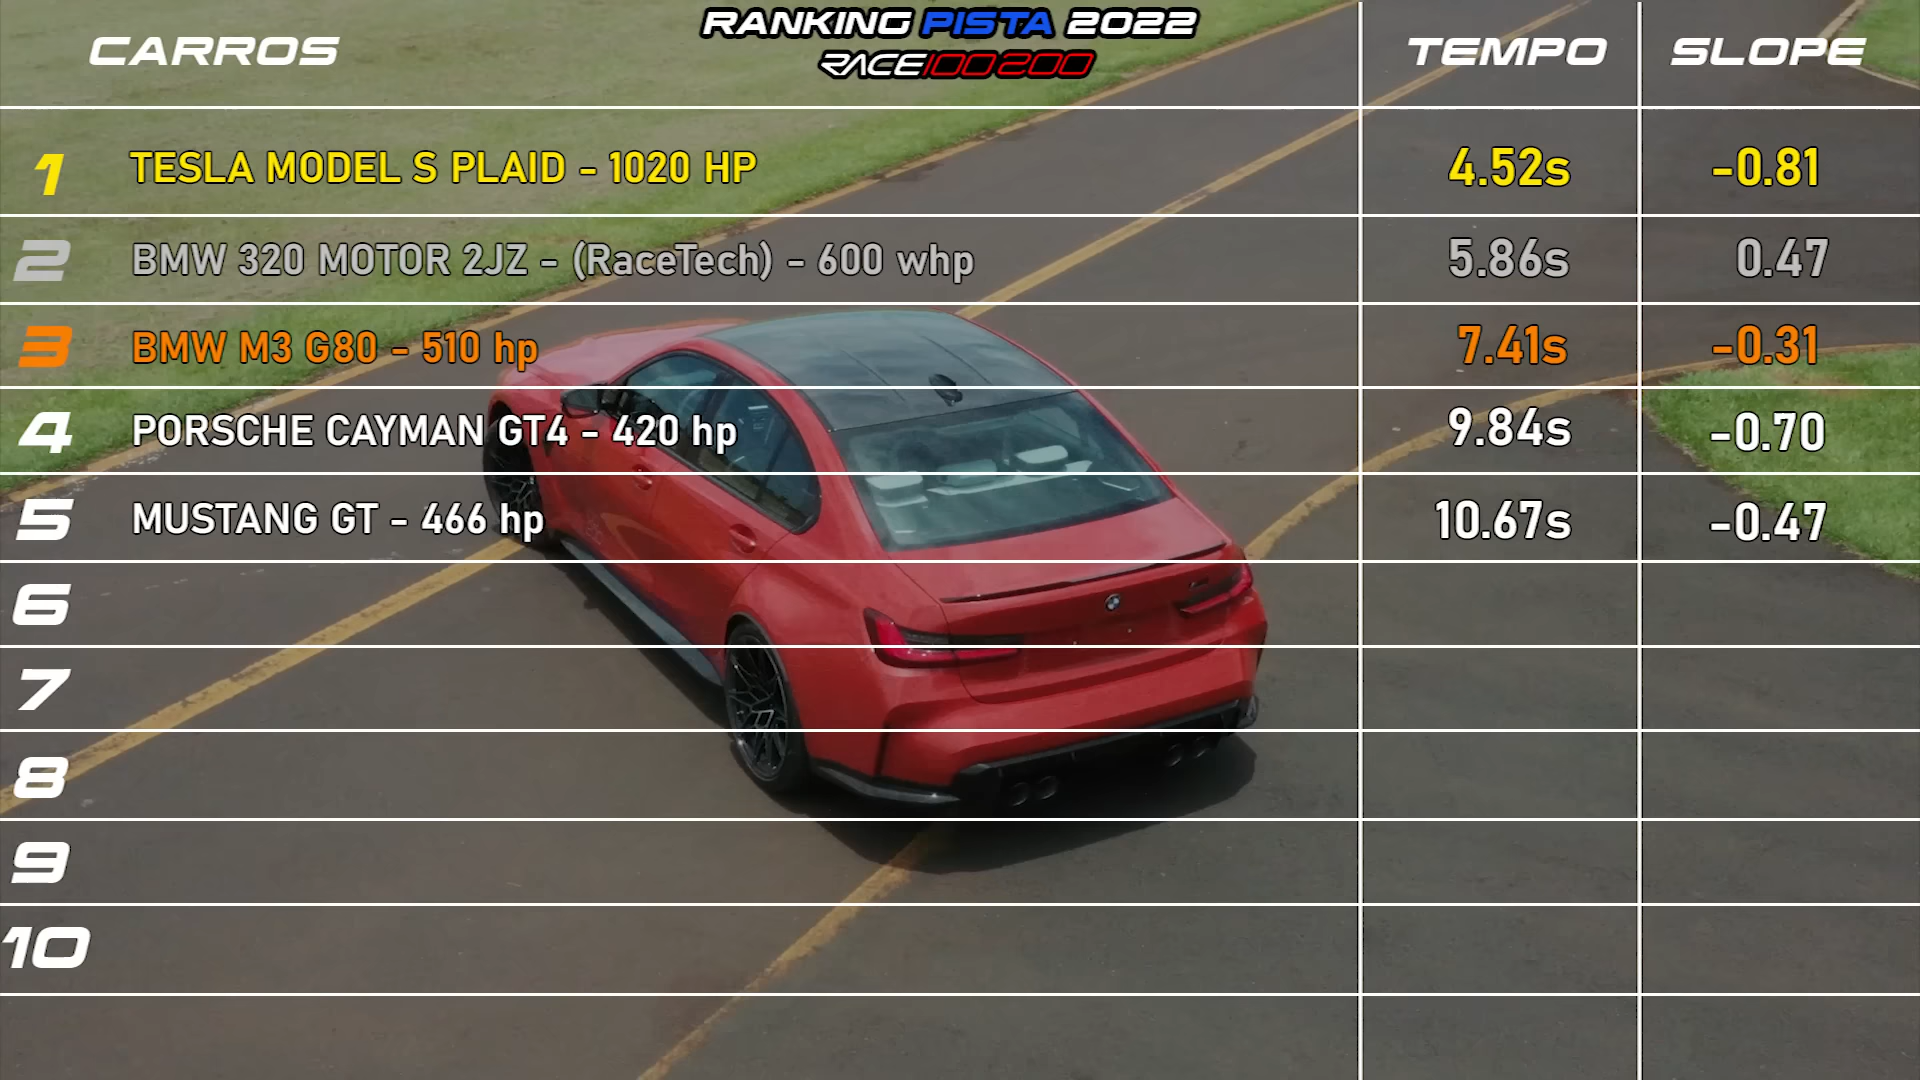 RANKING PISTA 2022
RACE100200
CARROS TEMPO SLOPE
1 TESLA MODEL S PLAID - 1020 HP 4.52s -0.81
2 BMW 320 MOTOR 2JZ - (RaceTech) - 600 whp 5.86s 0.47
3 BMW M3 G80 - 510 hp 7.41s -0.31
4 PORSCHE CAYMAN GT4 - 420 hp 9.84s -0.70
5 MUSTANG GT - 466 hp 10.67s -0.47
6
7
8
9
10